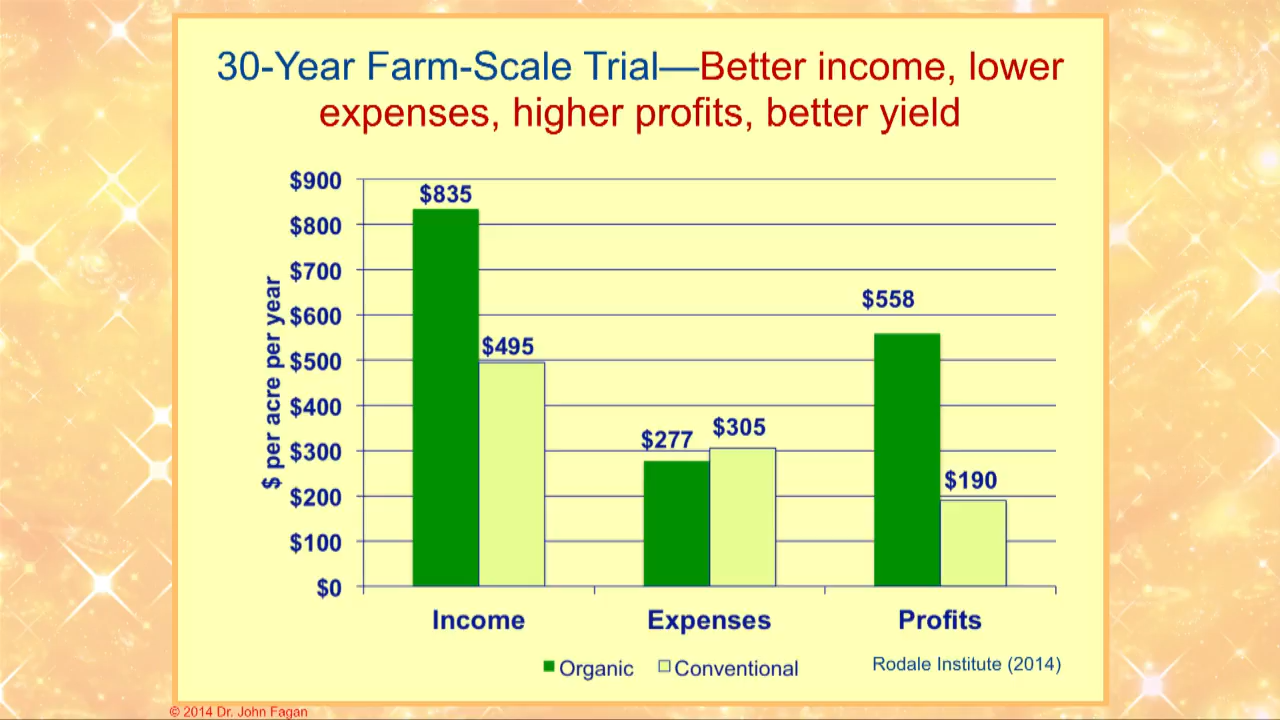 30-Year Farm-Scale Trial—Better income, lower
expenses, higher profits, better yield
$ per acre per year
$900
$800
$700
$600
$500
$400
$300
$200
$100
$0
$835
$495
$277
$305
$558
$190
Income
Expenses
Profits
Organic
Conventional
Rodale Institute (2014)
© 2014 Dr. John Fagan